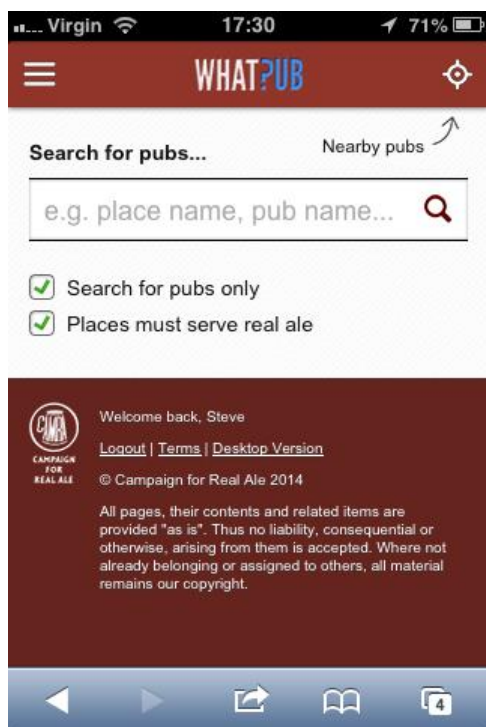 Virgin 17:30 71%
WHAT?UB
Search for pubs...
Nearby pubs
e.g. place name, pub name...
Search for pubs only
Places must serve real ale
CAMRA
CAMPAIGN
FOR
REAL ALE
Welcome back, Steve
Logout | Terms | Desktop Version
© Campaign for Real Ale 2014
All pages, their contents and related items are
provided "as is". Thus no liability, consequential or
otherwise, arising from them is accepted. Where not
already belonging or assigned to others, all material
remains our copyright.
4